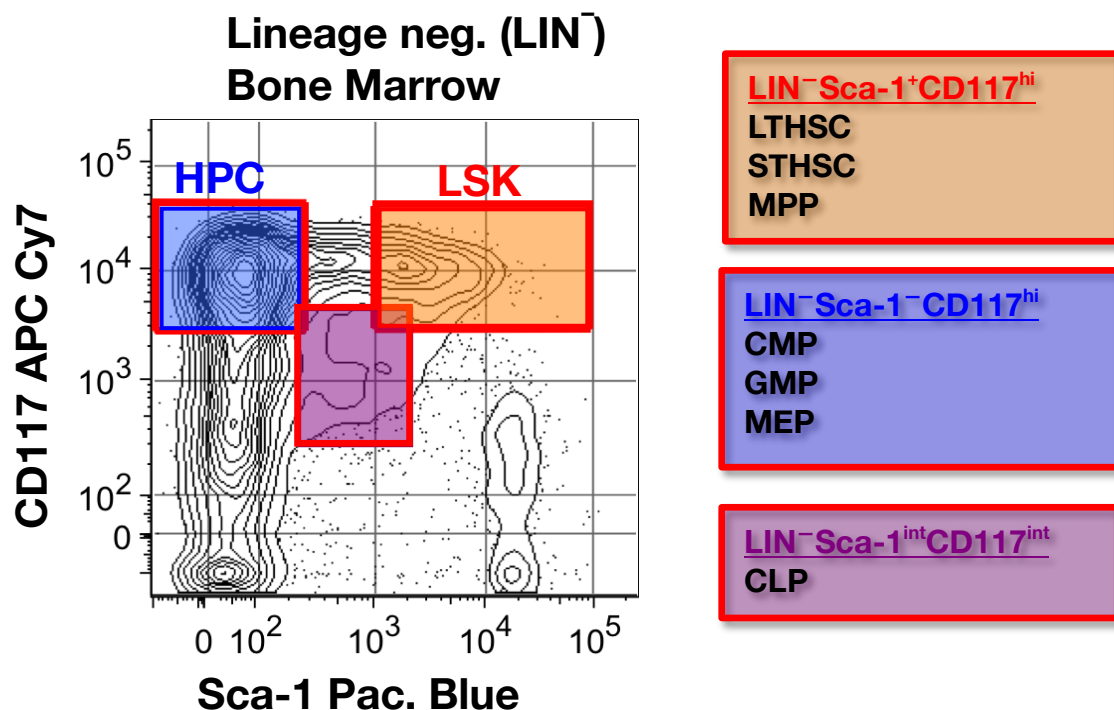 Lineage neg. (LIN⁻)
Bone Marrow
HPC
LSK
CD117 APC Cy7
10⁵
10⁴
10³
10²
0
0 10² 10³ 10⁴ 10⁵
Sca-1 Pac. Blue
LIN⁻Sca-1⁺CD117ʰⁱ
LTHSC
STHSC
MPP
LIN⁻Sca-1⁻CD117ʰⁱ
CMP
GMP
MEP
LIN⁻Sca-1ⁱⁿᵗCD117ⁱⁿᵗ
CLP